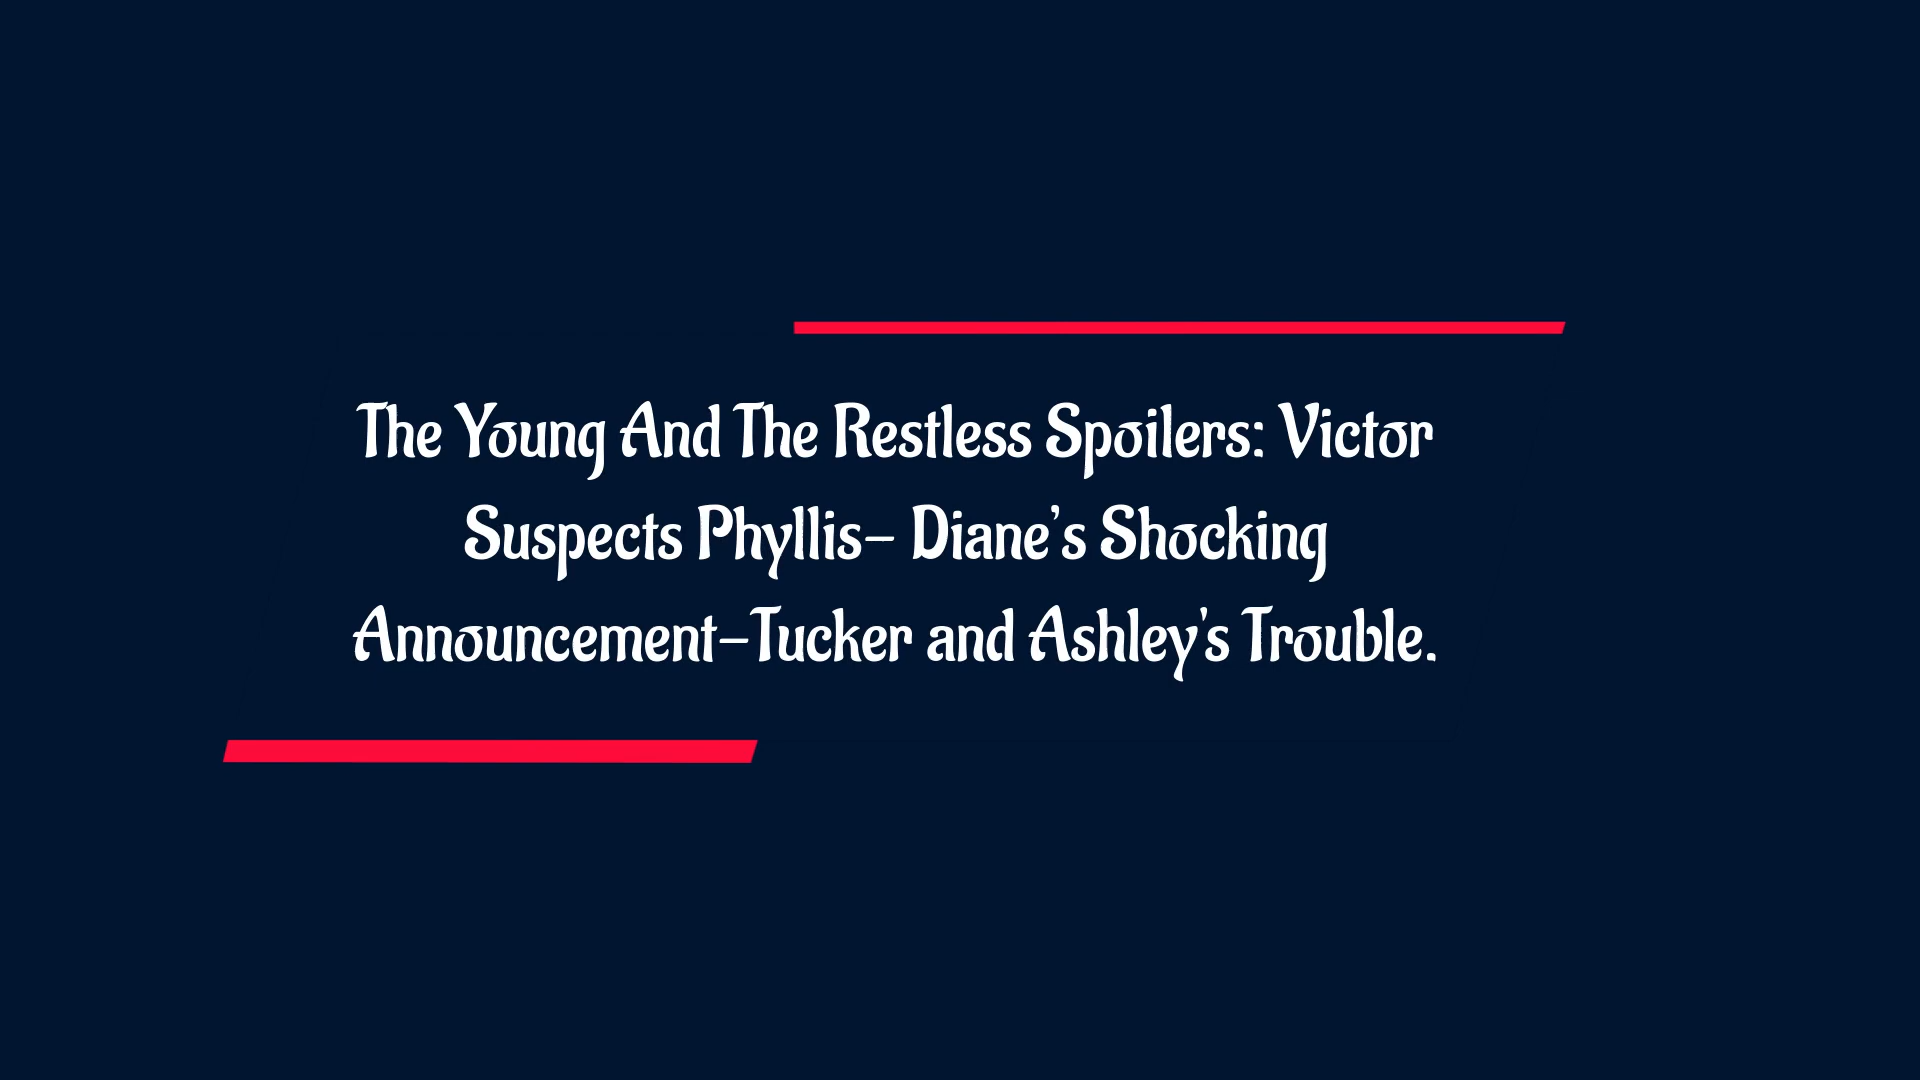 The Young And The Restless Spoilers: Victor
Suspects Phyllis– Diane’s Shocking
Announcement–Tucker and Ashley's Trouble.